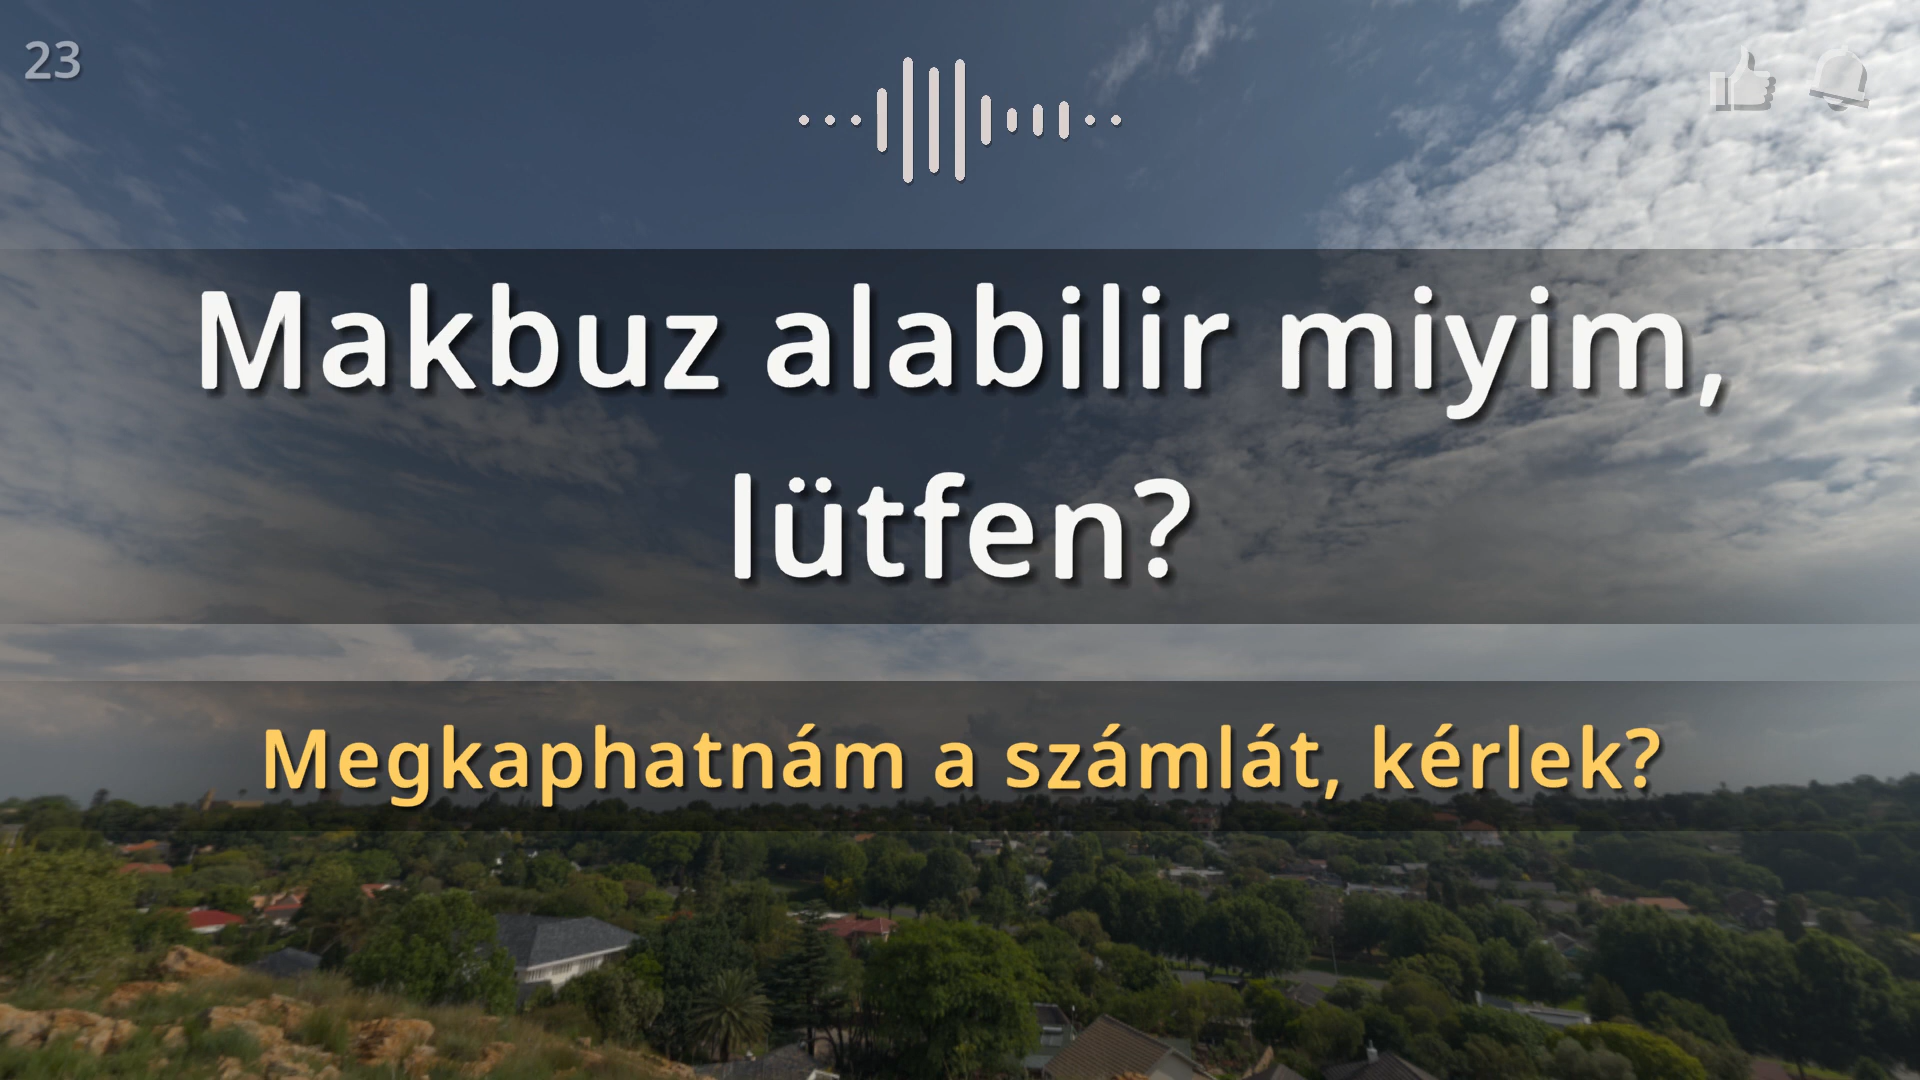 23
Makbuz alabilir miyim,
lütfen?
Megkaphatnám a számlát, kérlek?